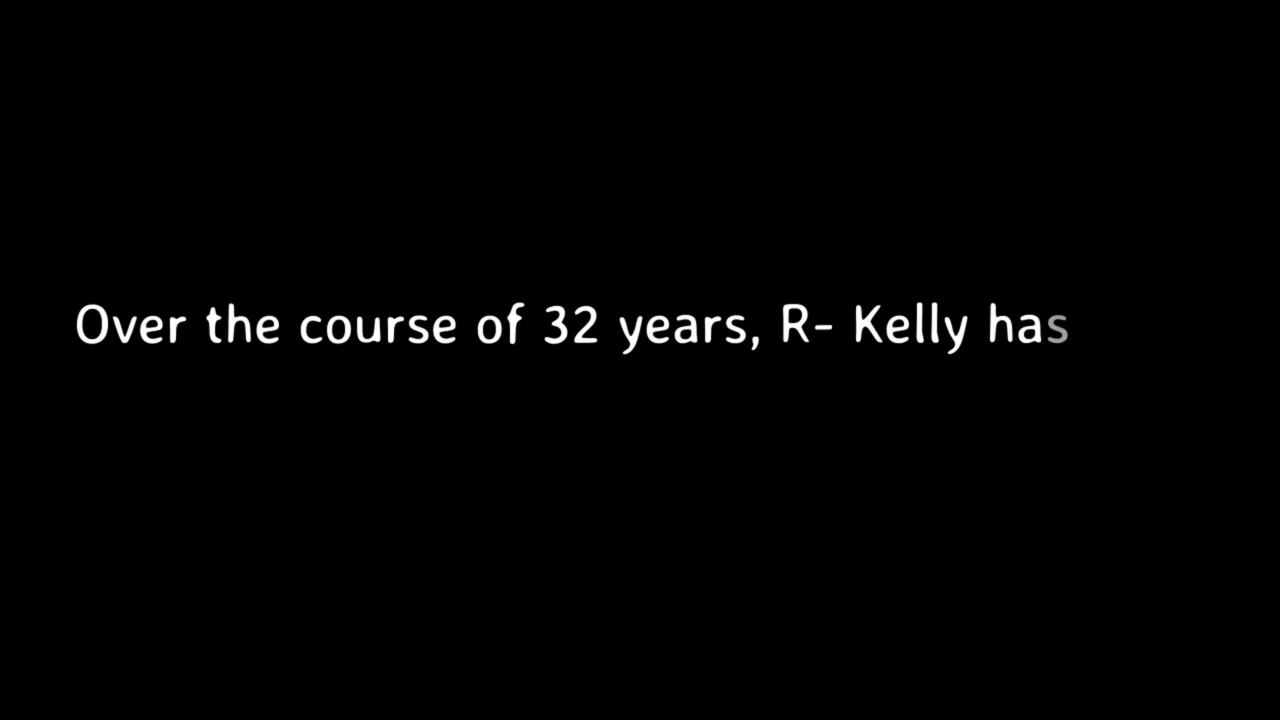 Over the course of 32 years, R- Kelly has